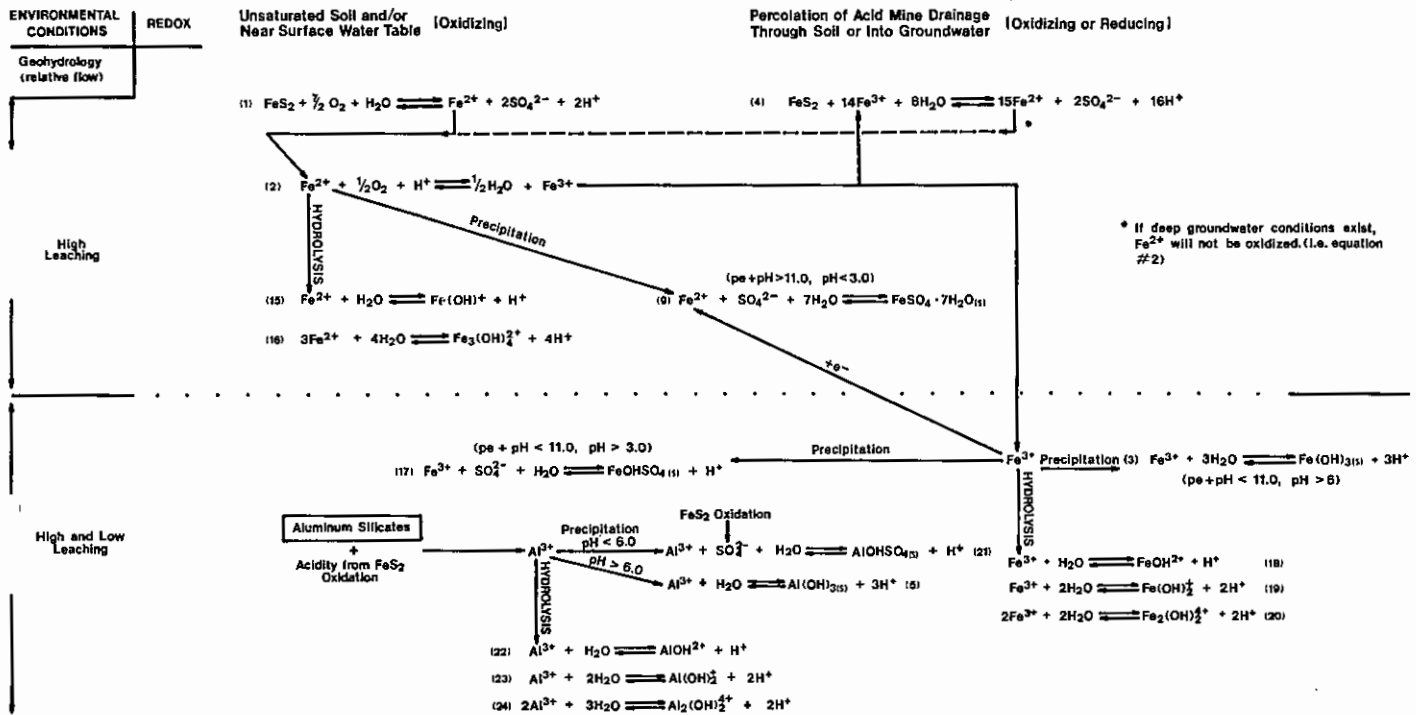 ENVIRONMENTAL CONDITIONS
REDOX
Geohydrology (relative flow)
Unsaturated Soil and/or
Near Surface Water Table [Oxidizing]
Percolation of Acid Mine Drainage
Through Soil or Into Groundwater [Oxidizing or Reducing]
(1) FeS₂ + 7/2 O₂ + H₂O ⇌ Fe²⁺ + 2SO₄²⁻ + 2H⁺
(4) FeS₂ + 14Fe³⁺ + 8H₂O ⇌ 15Fe²⁺ + 2SO₄²⁻ + 16H⁺
*
(2) Fe²⁺ + ½O₂ + H⁺ ⇌ ½H₂O + Fe³⁺
HYDROLYSIS
Precipitation
* If deep groundwater conditions exist,
Fe²⁺ will not be oxidized.(i.e. equation
#2)
High
Leaching
(pe+pH>11.0, pH<3.0)
(15) Fe²⁺ + H₂O ⇌ Fe(OH)⁺ + H⁺
(9) Fe²⁺ + SO₄²⁻ + 7H₂O ⇌ FeSO₄·7H₂O(s)
(16) 3Fe²⁺ + 4H₂O ⇌ Fe₃(OH)₄²⁺ + 4H⁺
+e-
(pe + pH < 11.0, pH > 3.0)
Precipitation
(17) Fe³⁺ + SO₄²⁻ + H₂O ⇌ FeOHSO₄(s) + H⁺
Fe³⁺ Precipitation (3) Fe³⁺ + 3H₂O ⇌ Fe(OH)₃(s) + 3H⁺
(pe+pH < 11.0, pH >6)
HYDROLYSIS
High and Low
Leaching
Aluminum Silicates
+
Acidity from FeS₂
Oxidation
FeS₂ Oxidation
Precipitation
pH < 6.0
Al³⁺
Al³⁺ + SO₄²⁻ + H₂O ⇌ AlOHSO₄(s) + H⁺ (21)
pH > 6.0
Al³⁺ + H₂O ⇌ Al(OH)₃(s) + 3H⁺ (5)
HYDROLYSIS
Fe³⁺ + H₂O ⇌ FeOH²⁺ + H⁺ (18)
Fe³⁺ + 2H₂O ⇌ Fe(OH)₂⁺ + 2H⁺ (19)
2Fe³⁺ + 2H₂O ⇌ Fe₂(OH)₂⁴⁺ + 2H⁺ (20)
(22) Al³⁺ + H₂O ⇌ AlOH²⁺ + H⁺
(23) Al³⁺ + 2H₂O ⇌ Al(OH)₂⁺ + 2H⁺
(24) 2Al³⁺ + 3H₂O ⇌ Al₂(OH)₂⁴⁺ + 2H⁺